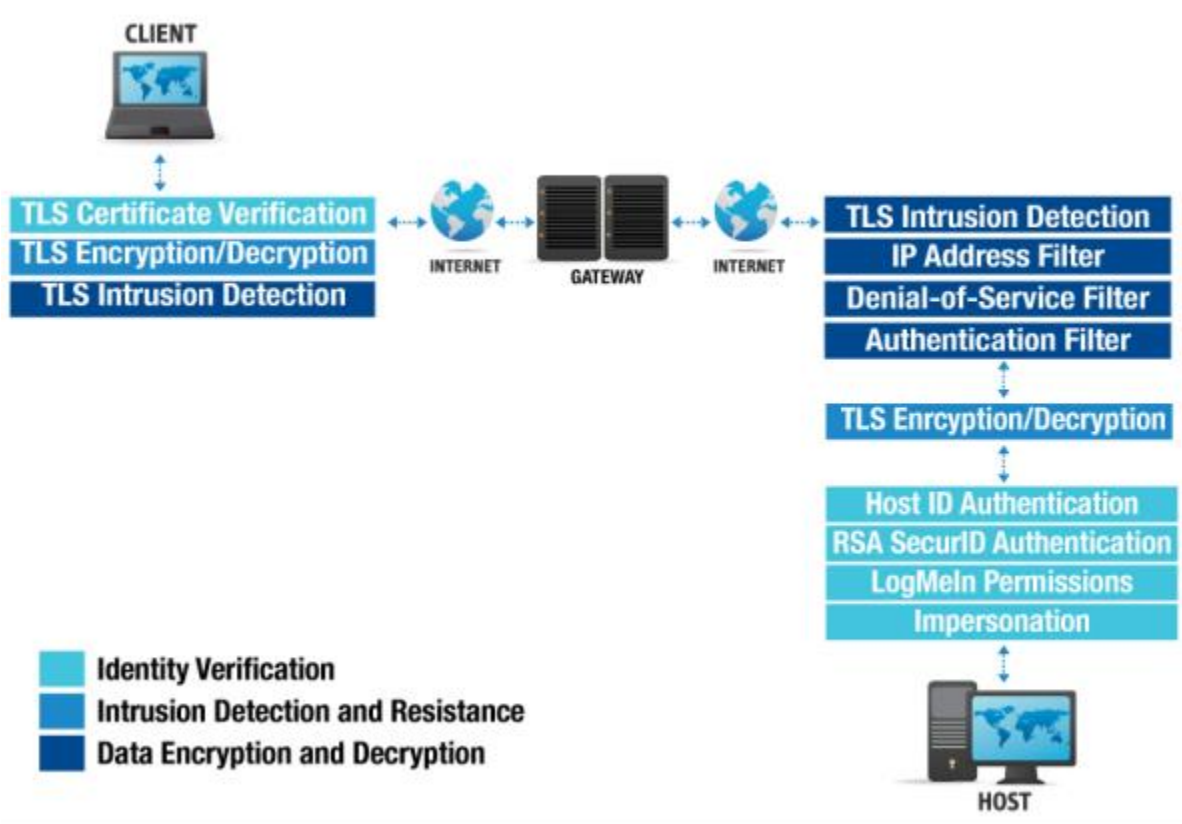 CLIENT
TLS Certificate Verification
TLS Encryption/Decryption
TLS Intrusion Detection
INTERNET
GATEWAY
INTERNET
TLS Intrusion Detection
IP Address Filter
Denial-of-Service Filter
Authentication Filter
TLS Enrcyption/Decryption
Host ID Authentication
RSA SecurID Authentication
LogMeIn Permissions
Impersonation
Identity Verification
Intrusion Detection and Resistance
Data Encryption and Decryption
HOST